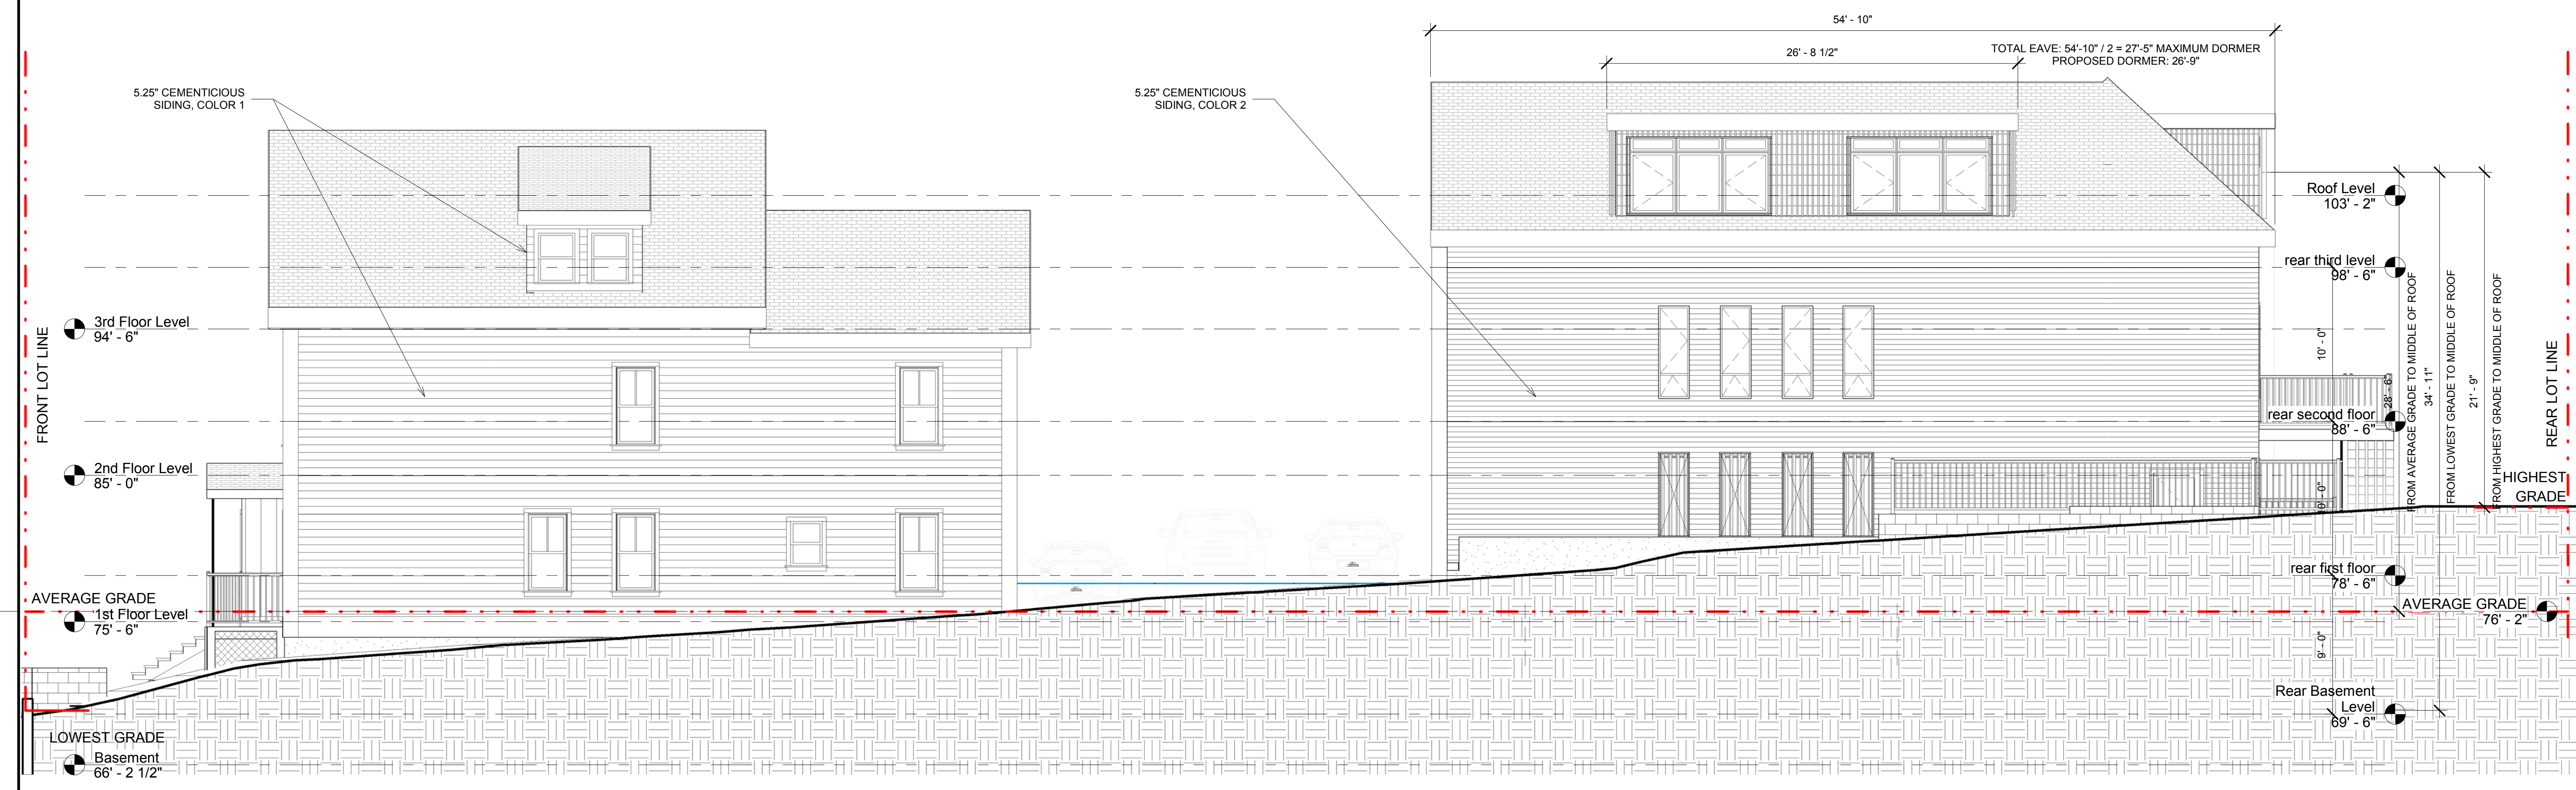 54' - 10"
26' - 8 1/2"
TOTAL EAVE: 54'-10" / 2 = 27'-5" MAXIMUM DORMER
PROPOSED DORMER: 26'-9"
5.25" CEMENTICIOUS
SIDING, COLOR 1
5.25" CEMENTICIOUS
SIDING, COLOR 2
FRONT LOT LINE
3rd Floor Level
94' - 6"
2nd Floor Level
85' - 0"
AVERAGE GRADE
1st Floor Level
75' - 6"
LOWEST GRADE
Basement
66' - 2 1/2"
Roof Level
103' - 2"
rear third level
98' - 6"
10' - 0"
rear second floor
88' - 6"
10' - 0"
rear first floor
78' - 6"
9' - 0"
Rear Basement
Level
69' - 6"
28' - 6"
FROM AVERAGE GRADE TO MIDDLE OF ROOF
34' - 11"
FROM LOWEST GRADE TO MIDDLE OF ROOF
21' - 9"
FROM HIGHEST GRADE TO MIDDLE OF ROOF
REAR LOT LINE
HIGHEST
GRADE
AVERAGE GRADE
76' - 2"